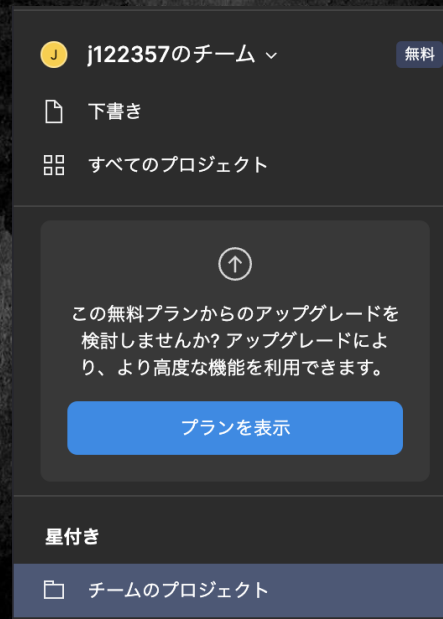 J
j122357のチーム
無料
下書き
すべてのプロジェクト
この無料プランからのアップグレードを
検討しませんか? アップグレードによ
り、より高度な機能を利用できます。
プランを表示
星付き
チームのプロジェクト